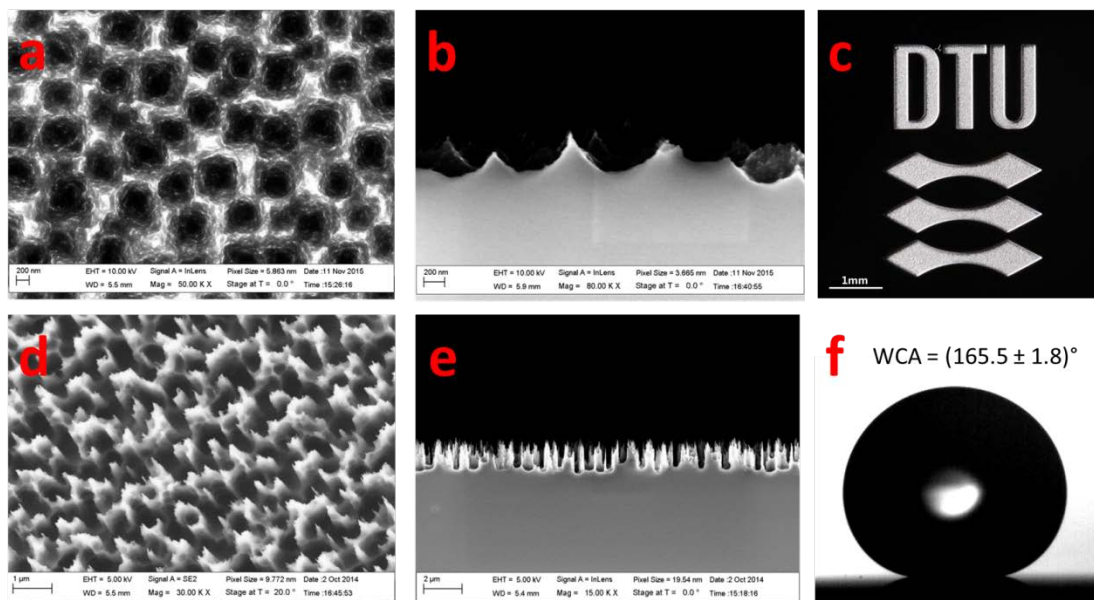 a
200 nm
EHT = 10.00 kV Signal A = InLens Pixel Size = 5.863 nm Date :11 Nov 2015
WD = 5.5 mm Mag = 50.00 K X Stage at T = 0.0 ° Time :15:26:16
b
200 nm
EHT = 10.00 kV Signal A = InLens Pixel Size = 3.665 nm Date :11 Nov 2015
WD = 5.9 mm Mag = 80.00 K X Stage at T = 0.0 ° Time :16:40:55
c
DTU
1mm
d
1 µm
EHT = 5.00 kV Signal A = SE2 Pixel Size = 9.772 nm Date :2 Oct 2014
WD = 5.5 mm Mag = 30.00 K X Stage at T = 20.0 ° Time :16:45:53
e
2 µm
EHT = 5.00 kV Signal A = InLens Pixel Size = 19.54 nm Date :2 Oct 2014
WD = 5.4 mm Mag = 15.00 K X Stage at T = 0.0 ° Time :15:18:16
f
WCA = (165.5 ± 1.8)°